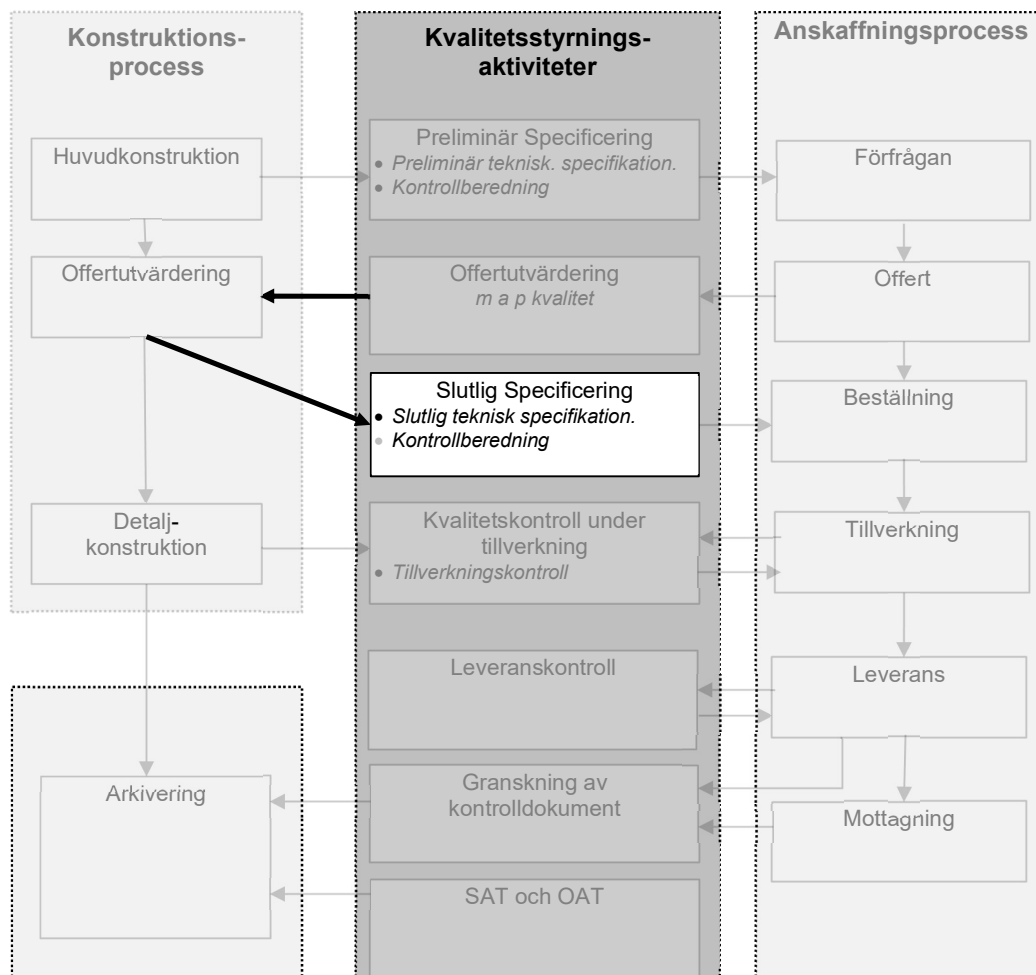 Konstruktions-
process
Kvalitetsstyrnings-
aktiviteter
Anskaffningsprocess
Huvudkonstruktion
Preliminär Specificering
• Preliminär teknisk. specifikation.
• Kontrollberedning
Förfrågan
Offertutvärdering
Offertutvärdering
m a p kvalitet
Offert
Slutlig Specificering
• Slutlig teknisk specifikation.
• Kontrollberedning
Beställning
Detalj-
konstruktion
Kvalitetskontroll under
tillverkning
• Tillverkningskontroll
Tillverkning
Leveranskontroll
Leverans
Arkivering
Granskning av
kontrolldokument
Mottagning
SAT och OAT